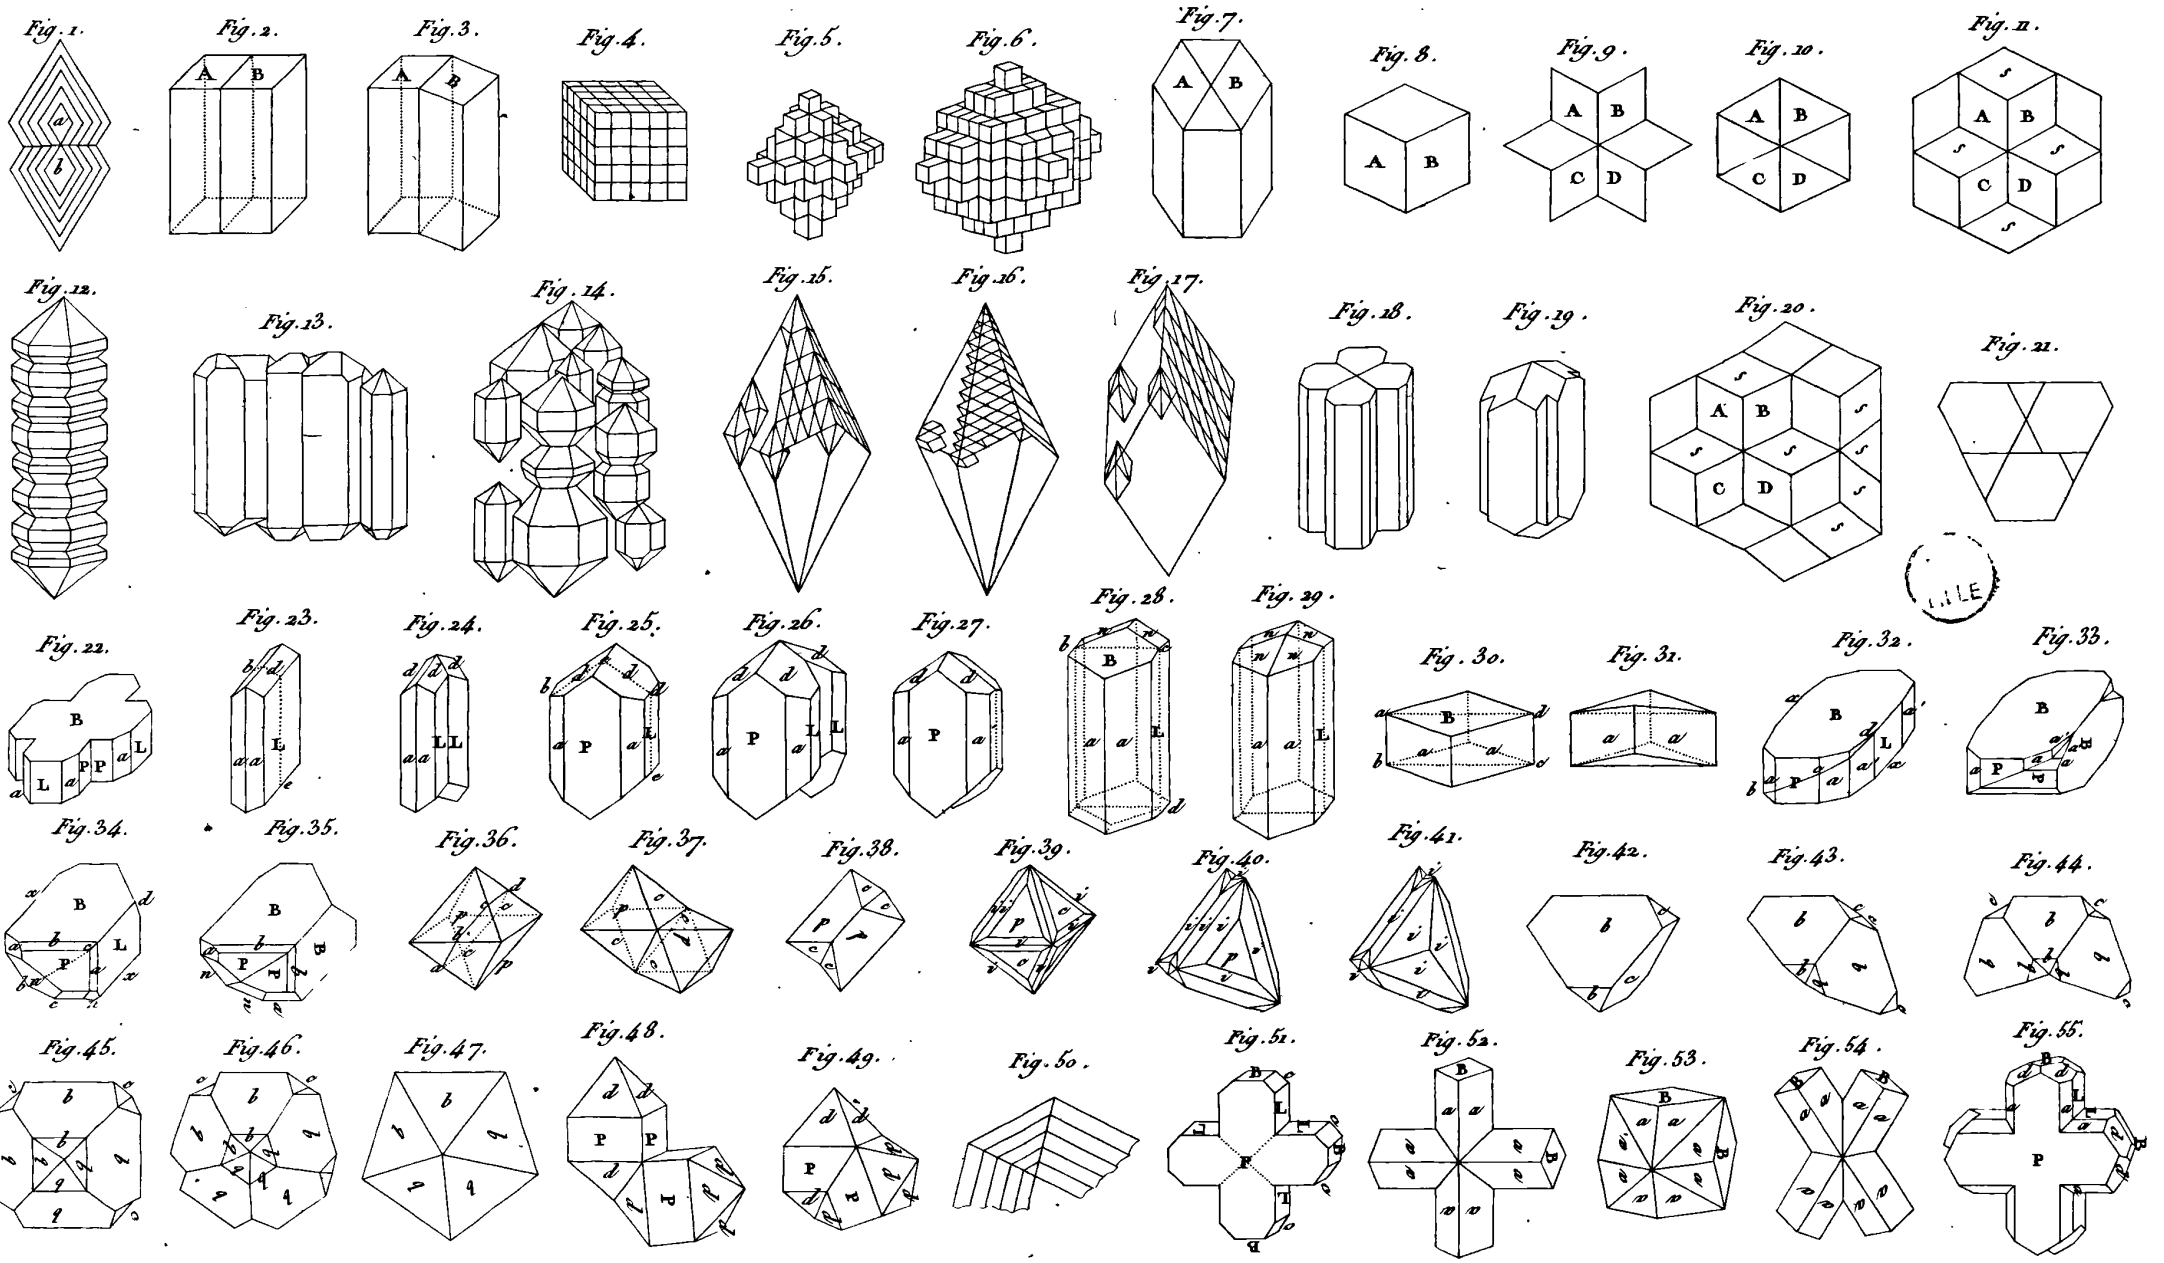 Fig. 1. Fig. 2. Fig. 3. Fig. 4. Fig. 5. Fig. 6. Fig. 7. Fig. 8. Fig. 9. Fig. 10. Fig. 11.
a
b
A B
A B
A B
A B
A B
C D
A B
C D
S
A B
S S
C D
S
Fig. 12. Fig. 13. Fig. 14. Fig. 15. Fig. 16. Fig. 17. Fig. 18. Fig. 19. Fig. 20. Fig. 21.
S
A B S
S S S
C D S
S
Fig. 22. Fig. 23. Fig. 24. Fig. 25. Fig. 26. Fig. 27. Fig. 28. Fig. 29. Fig. 30. Fig. 31. Fig. 32. Fig. 33.
B
a L a P P a L
b d
a a L
e
d d d
a a L L
b d e d d
a P a L
e
d d d
a P a L L
d d
a P a
n n
b B c
a a L
d
n n
n n
a a L
a B d
b a a c
a a
x B a'
d L
b a P a a a' x
B
a' B
a P a a a
P
Fig. 34. Fig. 35. Fig. 36. Fig. 37. Fig. 38. Fig. 39. Fig. 40. Fig. 41. Fig. 42. Fig. 43. Fig. 44.
x B d
a b L
P a
b n x
c n
B
a b B
n P P b
n a
d
p c c
b c
a p
p c
c p
c
c
p c
c p
c
i i i
p c i
i
i c i
i
i i i i
p
i i
i
i
i i
i i
i
b c
c
b
b c c
b b
b c
c c
b
b b b b b
c
Fig. 45. Fig. 46. Fig. 47. Fig. 48. Fig. 49. Fig. 50. Fig. 51. Fig. 52. Fig. 53. Fig. 54. Fig. 55.
c c
b
b
b b b b
b
b c
c c
b
b b
b
b b b
b b
b
b b
b b
d d
P P
d d
d P d
d
d d
P d d
P d
d d
B c
L
L L c
P B
L c c
B
B
a a
a a B
a a
a a
B
a a
a a B
a a
a a
B B
a a a a
a a a a
B
d d
a a L L
a d B
P d